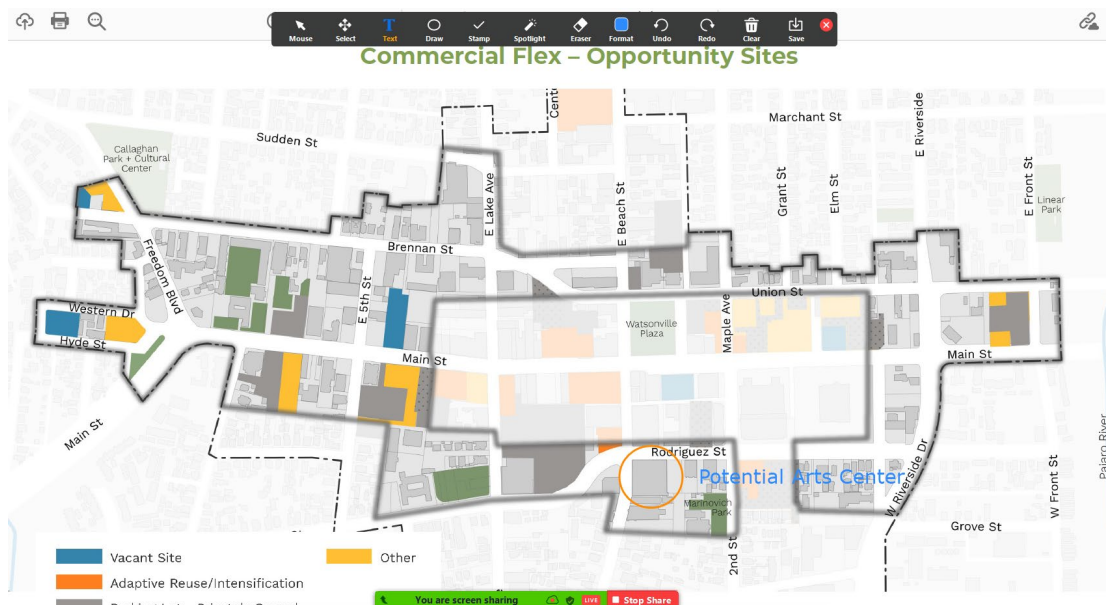 Mouse
Select
Text
Draw
Stamp
Spotlight
Eraser
Format
Undo
Redo
Clear
Save
Commercial Flex – Opportunity Sites
Marchant St
Sudden St
Callaghan
Park + Cultural
Center
E Lake Ave
E Beach St
Grant St
Elm St
E Riverside
E Front St
Linear
Park
Brennan St
Freedom Blvd
E 5th St
Union St
Western Dr
Hyde St
Watsonville
Plaza
Maple Ave
Main St
Main St
Main St
Rodriguez St
Potential Arts Center
Marinovich
Park
W Riverside Dr
W Front St
Pajaro River
Grove St
2nd St
Vacant Site
Other
Adaptive Reuse/Intensification
You are screen sharing
LIVE
Stop Share